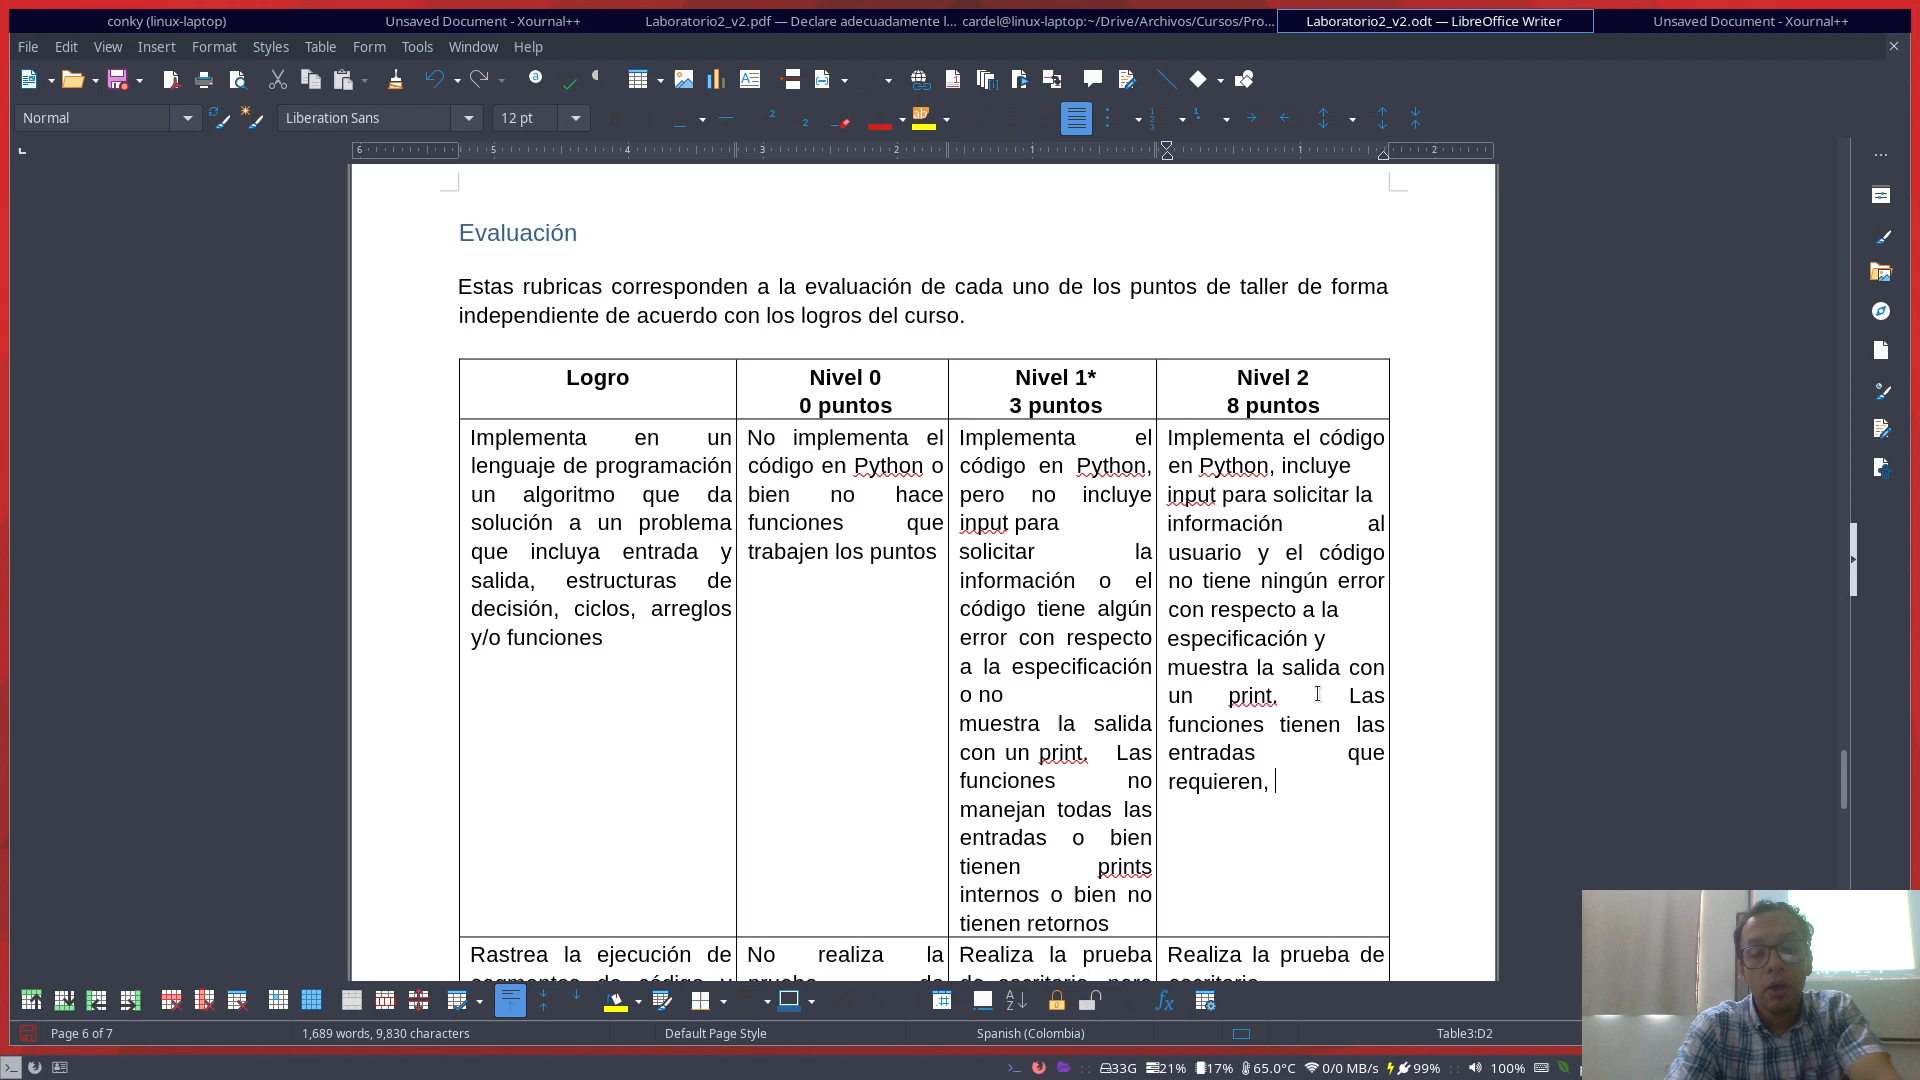 conky (linux-laptop)
Unsaved Document - Xournal++
Laboratorio2_v2.pdf — Declare adecuadamente l...
cardel@linux-laptop:~/Drive/Archivos/Cursos/Pro...
Laboratorio2_v2.odt — LibreOffice Writer
Unsaved Document - Xournal++
File Edit View Insert Format Styles Table Form Tools Window Help
Normal
Liberation Sans
12 pt
6 5 4 3 2 1 1 2
Evaluación
Estas rubricas corresponden a la evaluación de cada uno de los puntos de taller de forma
independiente de acuerdo con los logros del curso.
Logro
Nivel 0
0 puntos
Nivel 1*
3 puntos
Nivel 2
8 puntos
Implementa en un
lenguaje de programación
un algoritmo que da
solución a un problema
que incluya entrada y
salida, estructuras de
decisión, ciclos, arreglos
y/o funciones
No implementa el
código en Python o
bien no hace
funciones que
trabajen los puntos
Implementa el
código en Python,
pero no incluye
input para
solicitar la
información o el
código tiene algún
error con respecto
a la especificación
o no
muestra la salida
con un print. Las
funciones no
manejan todas las
entradas o bien
tienen prints
internos o bien no
tienen retornos
Implementa el código
en Python, incluye
input para solicitar la
información al
usuario y el código
no tiene ningún error
con respecto a la
especificación y
muestra la salida con
un print. Las
funciones tienen las
entradas que
requieren,
Rastrea la ejecución de
No realiza la
Realiza la prueba
Realiza la prueba de
Page 6 of 7
1,689 words, 9,830 characters
Default Page Style
Spanish (Colombia)
Table3:D2
33G 21% 17% 65.0°C 0/0 MB/s 99% 100%